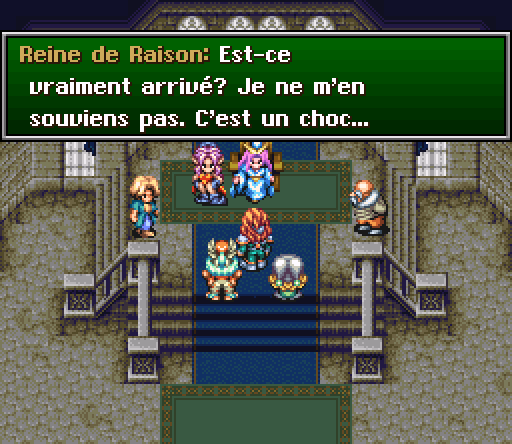 Reine de Raison: Est-ce
vraiment arrivé? Je ne m'en
souviens pas. C'est un choc...